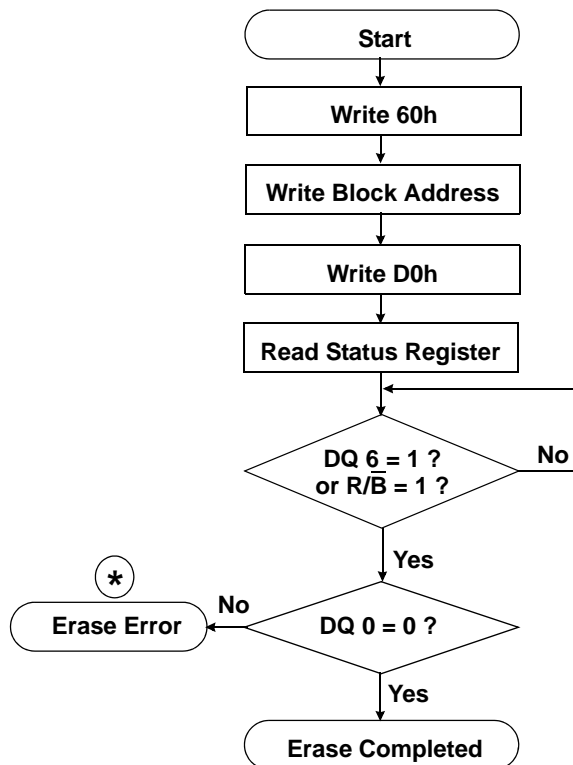 Start
Write 60h
Write Block Address
Write D0h
Read Status Register
DQ 6 = 1 ?
or R/B̅ = 1 ?
No
Yes
*
No
Erase Error
DQ 0 = 0 ?
Yes
Erase Completed